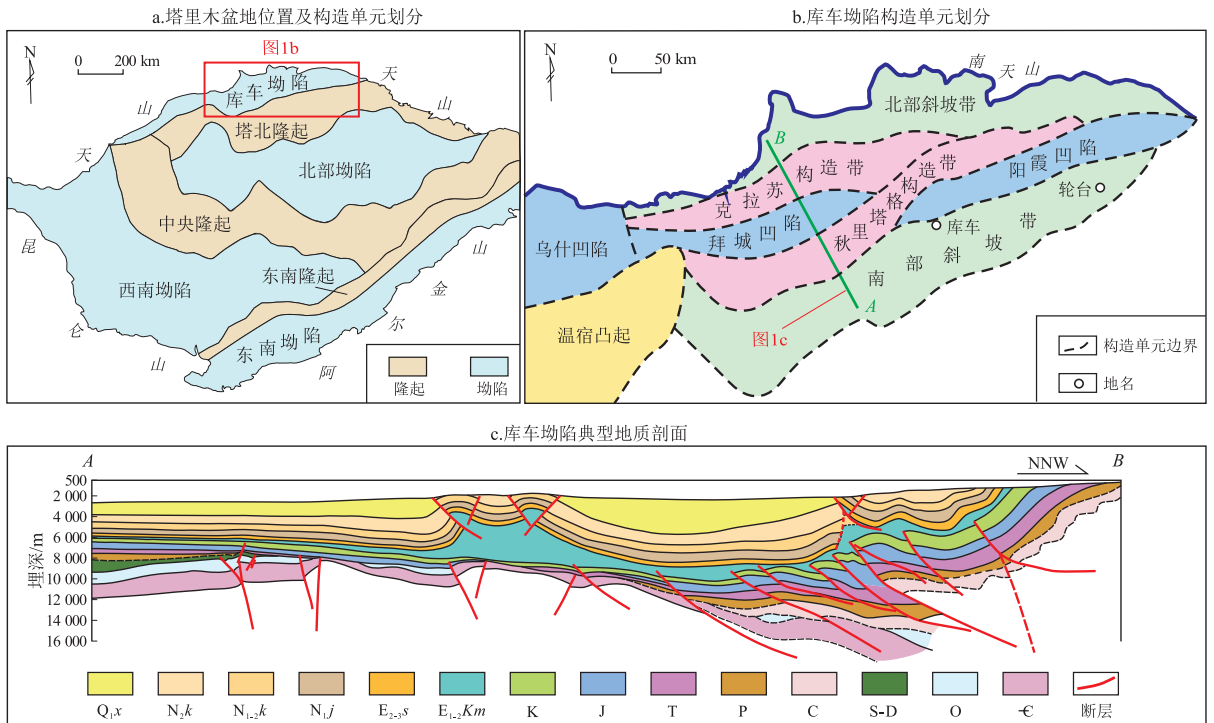 a.塔里木盆地位置及构造单元划分
N
0 200 km
图1b
天
山
库车坳陷
山
塔北隆起
天
北部坳陷
中央隆起
昆
山
东南隆起
西南坳陷
金
仑
尔
东南坳陷
山
阿
隆起
坳陷
b.库车坳陷构造单元划分
N
0 50 km
南天山
北部斜坡带
B
克拉苏构造带
阳霞凹陷
轮台
拜城凹陷
秋里塔格构造带
库车
乌什凹陷
南部斜坡带
A
温宿凸起
图1c
构造单元边界
地名
c.库车坳陷典型地质剖面
A
NNW
B
500
2 000
4 000
6 000
8 000
10 000
12 000
14 000
16 000
埋深/m
Q₁x N₂k N₁₋₂k N₁j E₂₋₃s E₁₋₂Km K J T P C S-D O Ꞓ 断层